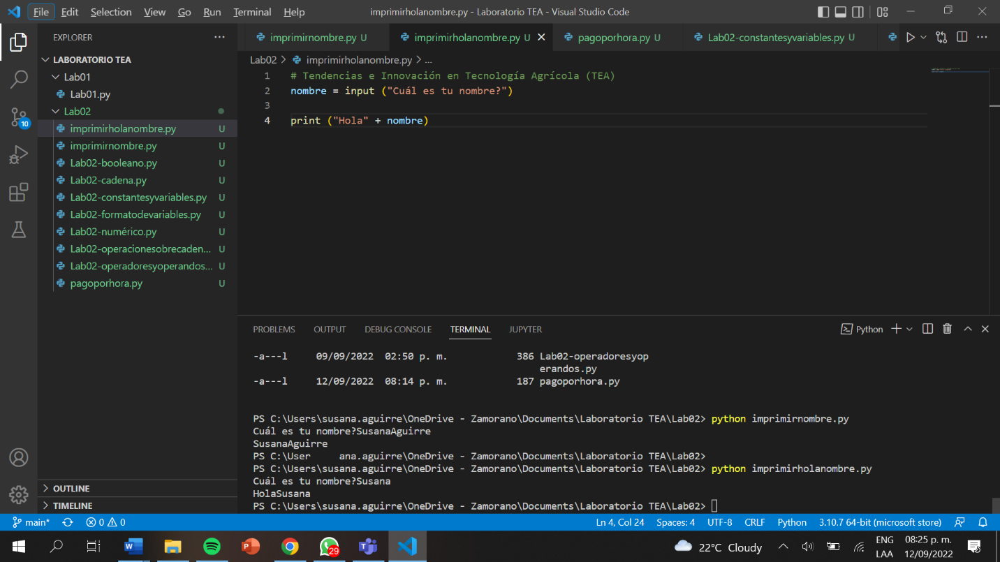 File Edit Selection View Go Run Terminal Help
imprimirholanombre.py - Laboratorio TEA - Visual Studio Code
EXPLORER
LABORATORIO TEA
Lab01
Lab01.py
Lab02
imprimirholanombre.py U
imprimirnombre.py U
Lab02-booleano.py U
Lab02-cadena.py U
Lab02-constantesyvariables.py U
Lab02-formatodevariables.py U
Lab02-numérico.py U
Lab02-operacionesobrecaden... U
Lab02-operadoresyoperandos... U
pagoporhora.py U
10
OUTLINE
TIMELINE
imprimirnombre.py U
imprimirholanombre.py U
pagoporhora.py U
Lab02-constantesyvariables.py U
Lab02 > imprimirholanombre.py > ...
1 # Tendencias e Innovación en Tecnología Agrícola (TEA)
2 nombre = input ("Cuál es tu nombre?")
3
4 print ("Hola" + nombre)
PROBLEMS OUTPUT DEBUG CONSOLE TERMINAL JUPYTER
Python
-a---l 09/09/2022 02:50 p. m. 386 Lab02-operadoresyop
erandos.py
-a---l 12/09/2022 08:14 p. m. 187 pagoporhora.py
PS C:\Users\susana.aguirre\OneDrive - Zamorano\Documents\Laboratorio TEA\Lab02> python imprimirnombre.py
Cuál es tu nombre?SusanaAguirre
SusanaAguirre
PS C:\User ana.aguirre\OneDrive - Zamorano\Documents\Laboratorio TEA\Lab02>
PS C:\Users\susana.aguirre\OneDrive - Zamorano\Documents\Laboratorio TEA\Lab02> python imprimirholanombre.py
Cuál es tu nombre?Susana
HolaSusana
PS C:\Users\susana.aguirre\OneDrive - Zamorano\Documents\Laboratorio TEA\Lab02>
main* 0 0 Ln 4, Col 24 Spaces: 4 UTF-8 CRLF Python 3.10.7 64-bit (microsoft store)
29
22°C Cloudy
ENG 08:25 p. m.
LAA 12/09/2022